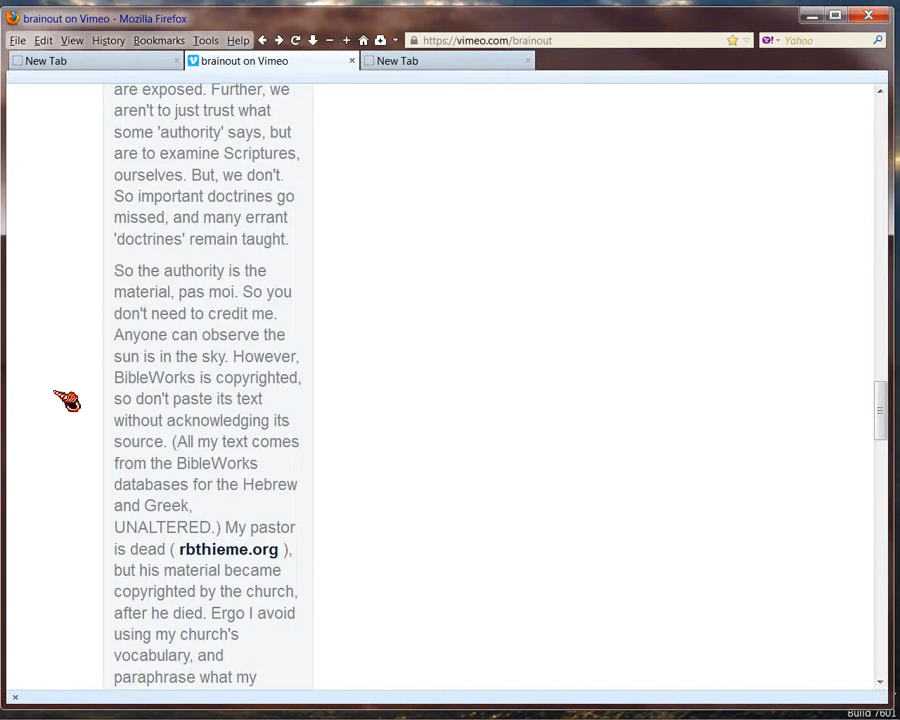 brainout on Vimeo - Mozilla Firefox
File Edit View History Bookmarks Tools Help
https://vimeo.com/brainout
Yahoo
New Tab
brainout on Vimeo
New Tab
are exposed. Further, we
aren't to just trust what
some 'authority' says, but
are to examine Scriptures,
ourselves. But, we don't.
So important doctrines go
missed, and many errant
'doctrines' remain taught.
So the authority is the
material, pas moi. So you
don't need to credit me.
Anyone can observe the
sun is in the sky. However,
BibleWorks is copyrighted,
so don't paste its text
without acknowledging its
source. (All my text comes
from the BibleWorks
databases for the Hebrew
and Greek,
UNALTERED.) My pastor
is dead ( rbthieme.org ),
but his material became
copyrighted by the church,
after he died. Ergo I avoid
using my church's
vocabulary, and
paraphrase what my
Build 7601